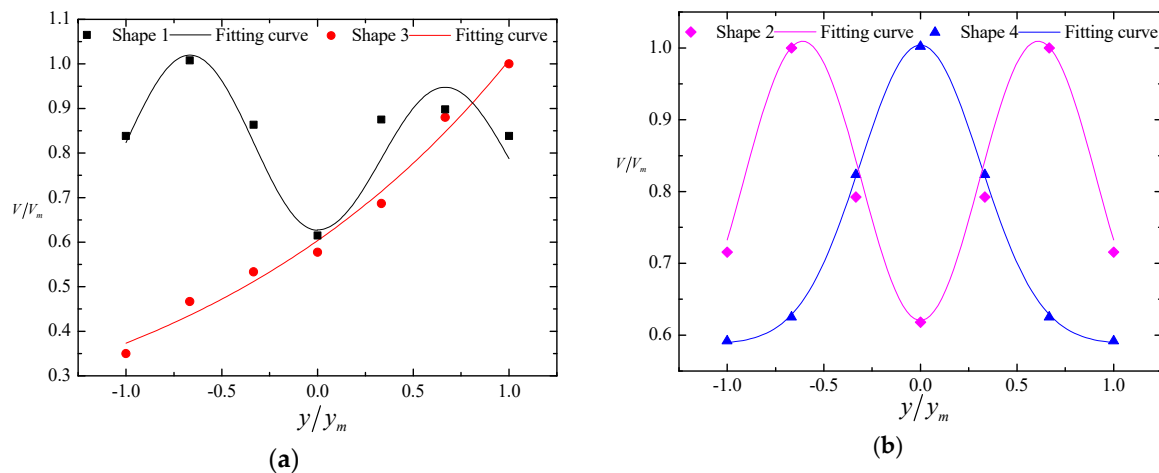 Shape 1 Fitting curve Shape 3 Fitting curve
1.1
1.0
0.9
0.8
0.7
0.6
0.5
0.4
0.3
V/Vm
-1.0 -0.5 0.0 0.5 1.0
y/ym
(a)
Shape 2 Fitting curve Shape 4 Fitting curve
1.0
0.9
0.8
0.7
0.6
V/Vm
-1.0 -0.5 0.0 0.5 1.0
y/ym
(b)